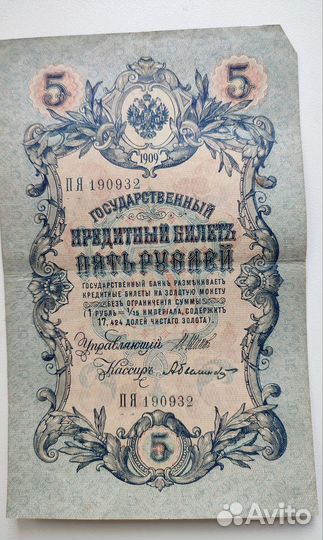 5 5
1909
ПЯ 190932
ГОСУДАРСТВЕННЫЙ
КРЕДИТНЫЙ БИЛЕТЪ
ПЯТЬ РУБЛЕЙ
ГОСУДАРСТВЕННЫЙ БАНКЪ РАЗМѢНИВАЕТЪ
КРЕДИТНЫЕ БИЛЕТЫ НА ЗОЛОТУЮ МОНЕТУ
БЕЗЪ ОГРАНИЧЕНІЯ СУММЫ
(1 РУБЛЬ = 1/15 ИМПЕРІАЛА, СОДЕРЖИТЪ
17,424 ДОЛЕЙ ЧИСТАГО ЗОЛОТА).
Управляющій
Кассиръ
ПЯ 190932
5
Avito